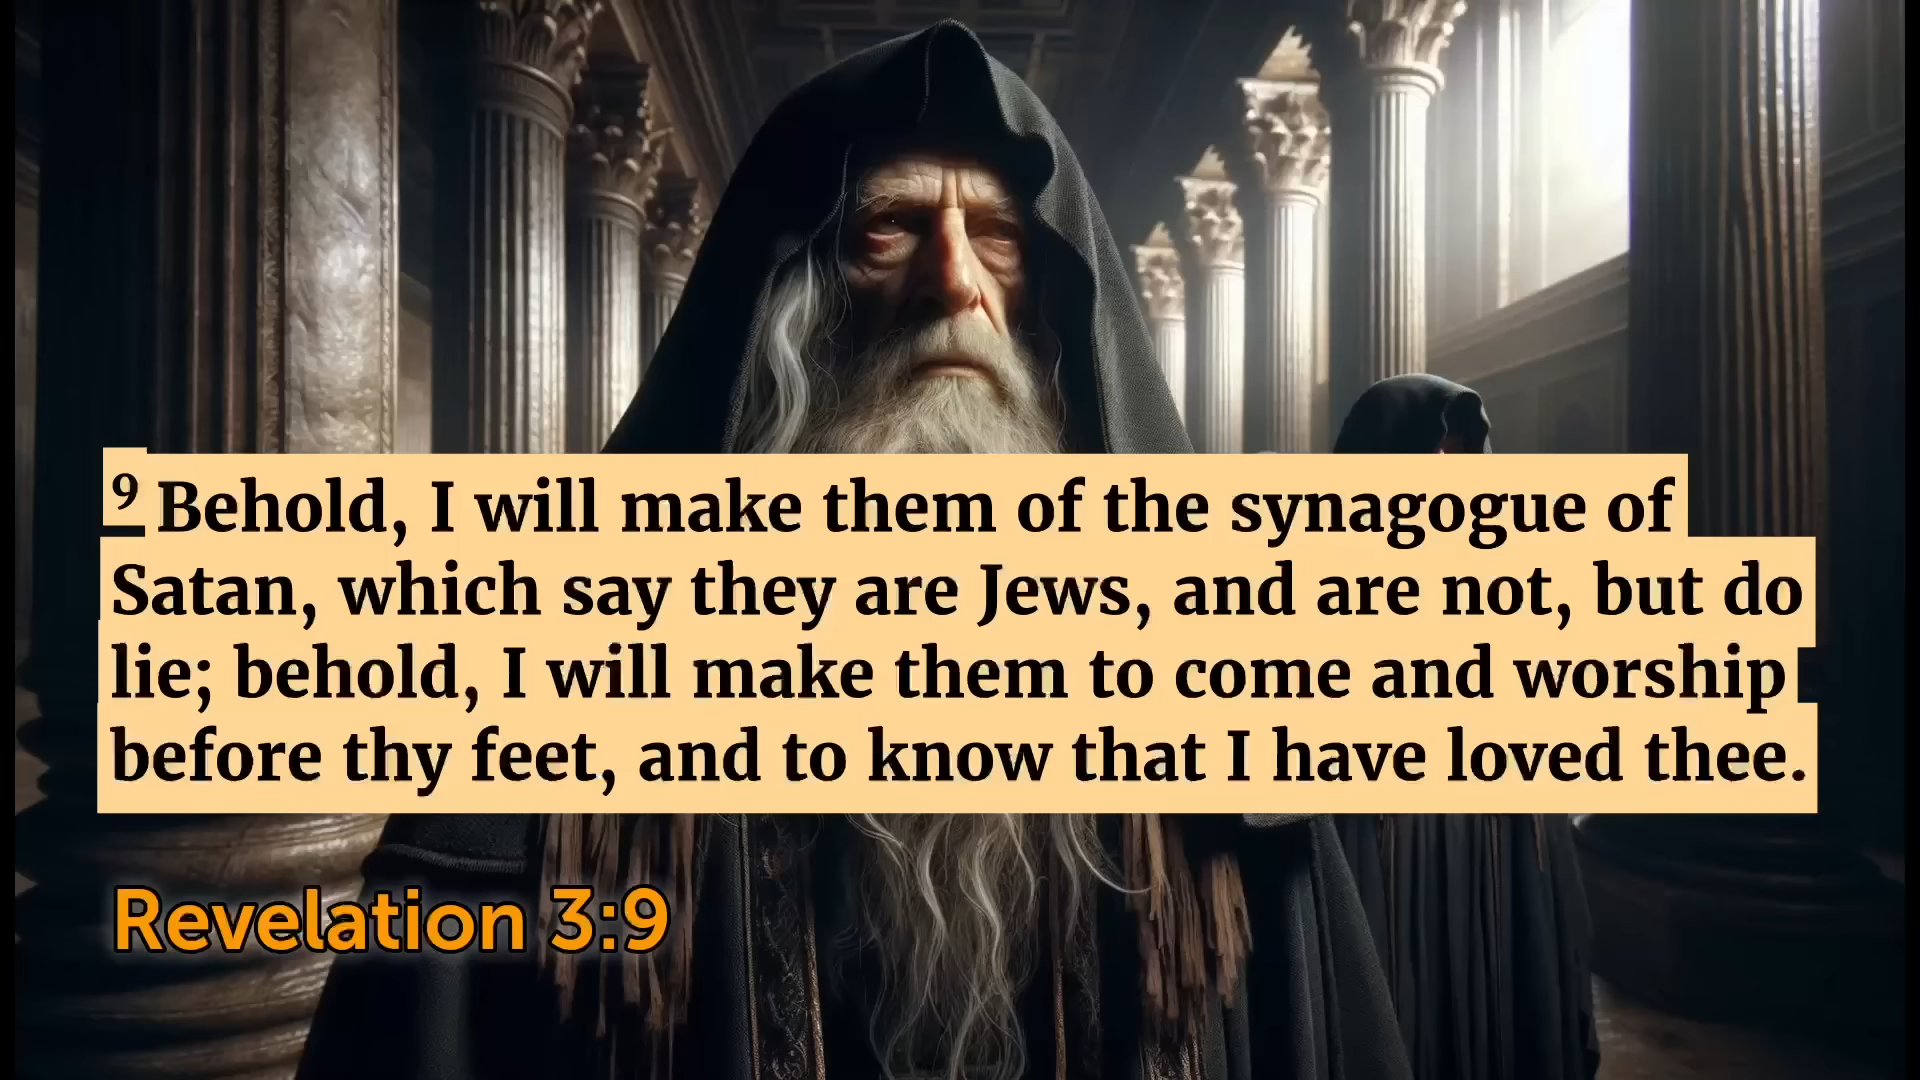 9 Behold, I will make them of the synagogue of
Satan, which say they are Jews, and are not, but do
lie; behold, I will make them to come and worship
before thy feet, and to know that I have loved thee.
Revelation 3:9